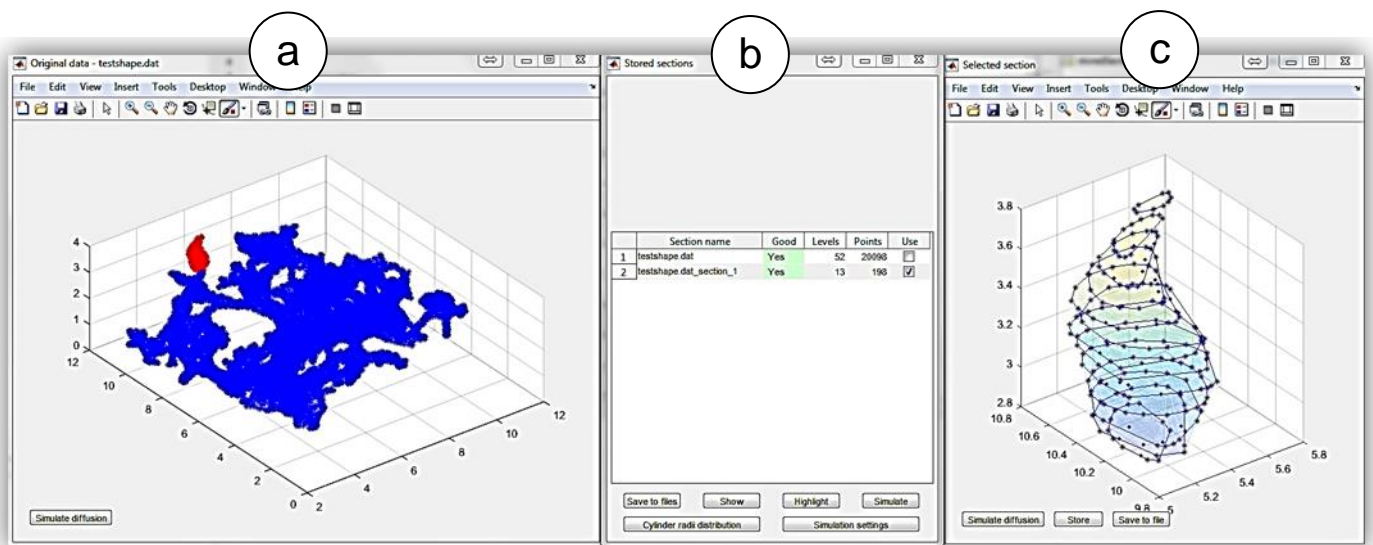 a
b
c
Original data - testshape.dat
File Edit View Insert Tools Desktop Window Help
4
3
2
1
0
12
10
8
6
4
2
0
2
4
6
8
10
12
Simulate diffusion
Stored sections
Section name Good Levels Points Use
1 testshape.dat Yes 52 20098
2 testshape.dat_section_1 Yes 13 198
Save to files Show Highlight Simulate
Cylinder radii distribution Simulation settings
Selected section
File Edit View Insert Tools Desktop Window Help
3.8
3.6
3.4
3.2
3
2.8
10.8
10.6
10.4
10.2
10
9.8
5
5.2
5.4
5.6
5.8
Simulate diffusion Store Save to file